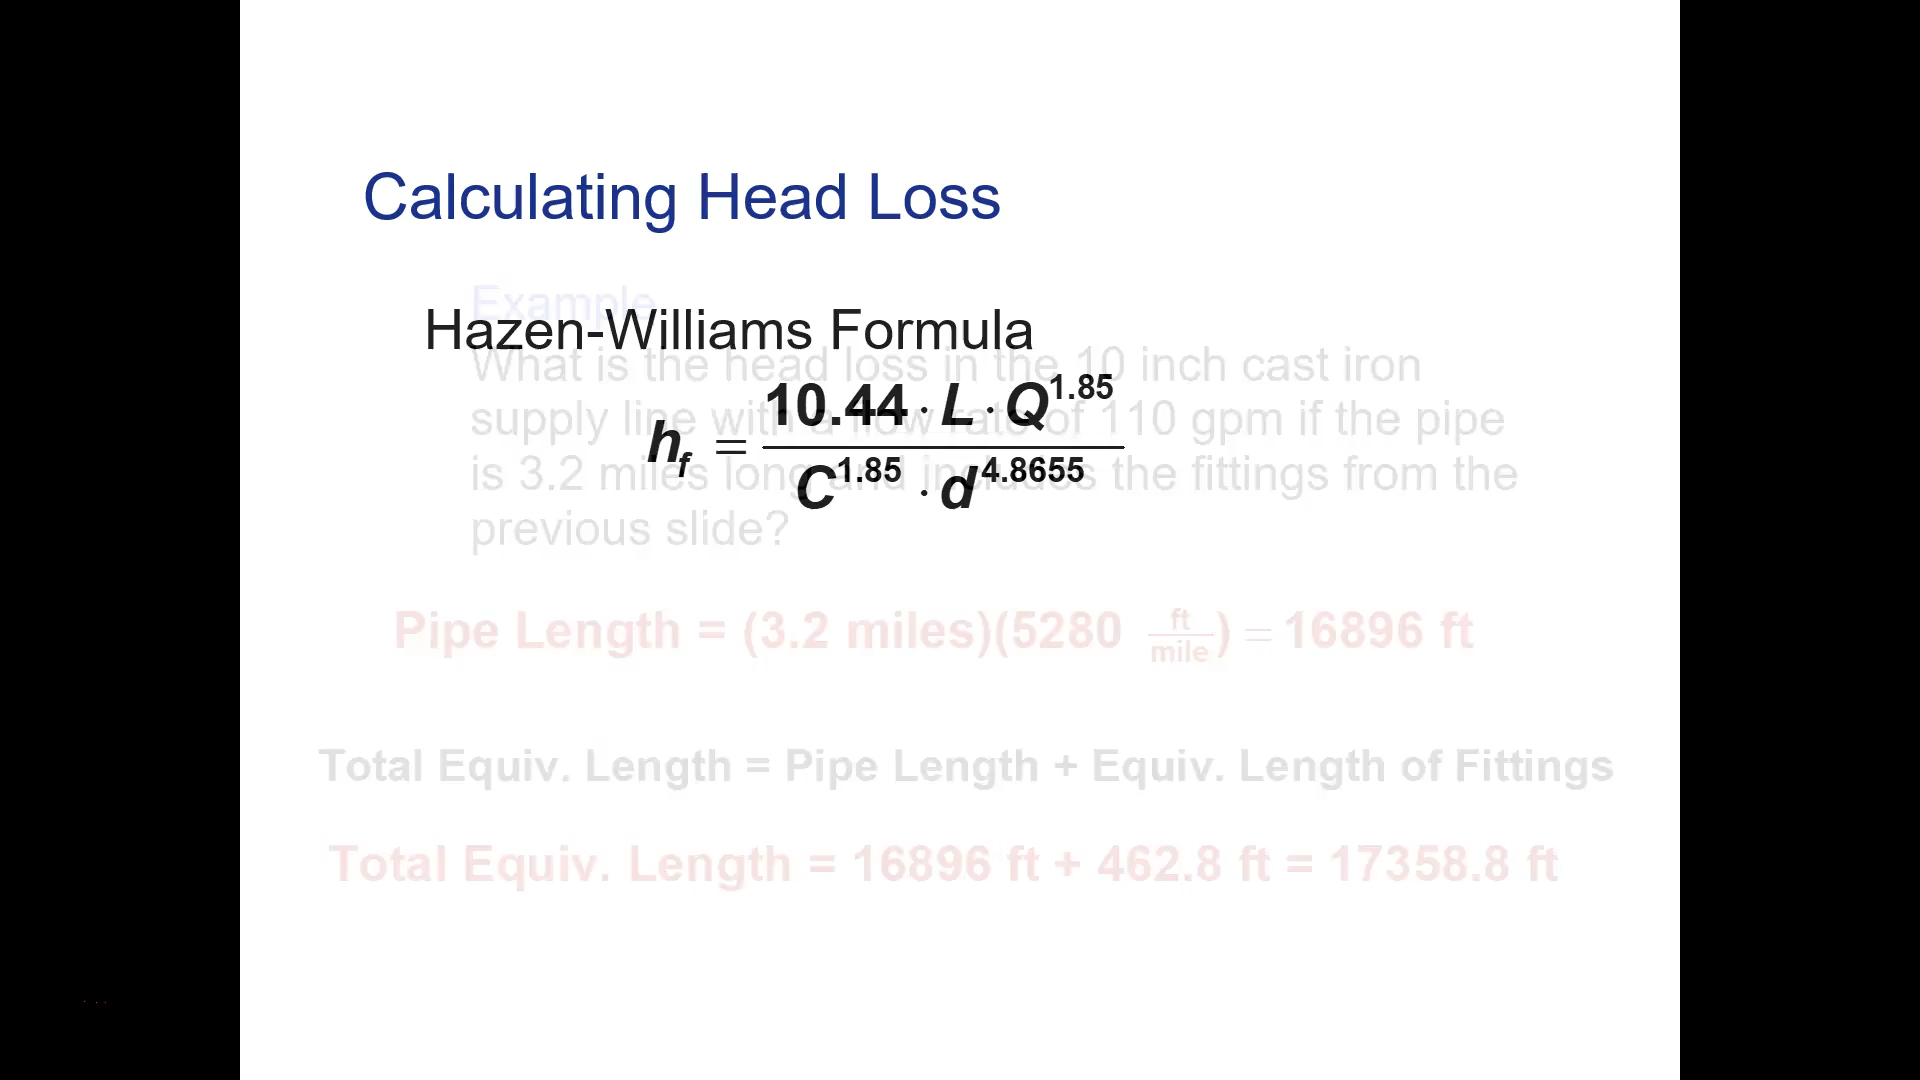 Calculating Head Loss
Example
Hazen-Williams Formula
What is the head loss in the 10 inch cast iron
supply line with a flow rate of 110 gpm if the pipe
is 3.2 miles long and includes the fittings from the
previous slide?
h_f = (10.44 · L · Q^1.85) / (C^1.85 · d^4.8655)
Pipe Length = (3.2 miles)(5280 ft/mile) = 16896 ft
Total Equiv. Length = Pipe Length + Equiv. Length of Fittings
Total Equiv. Length = 16896 ft + 462.8 ft = 17358.8 ft